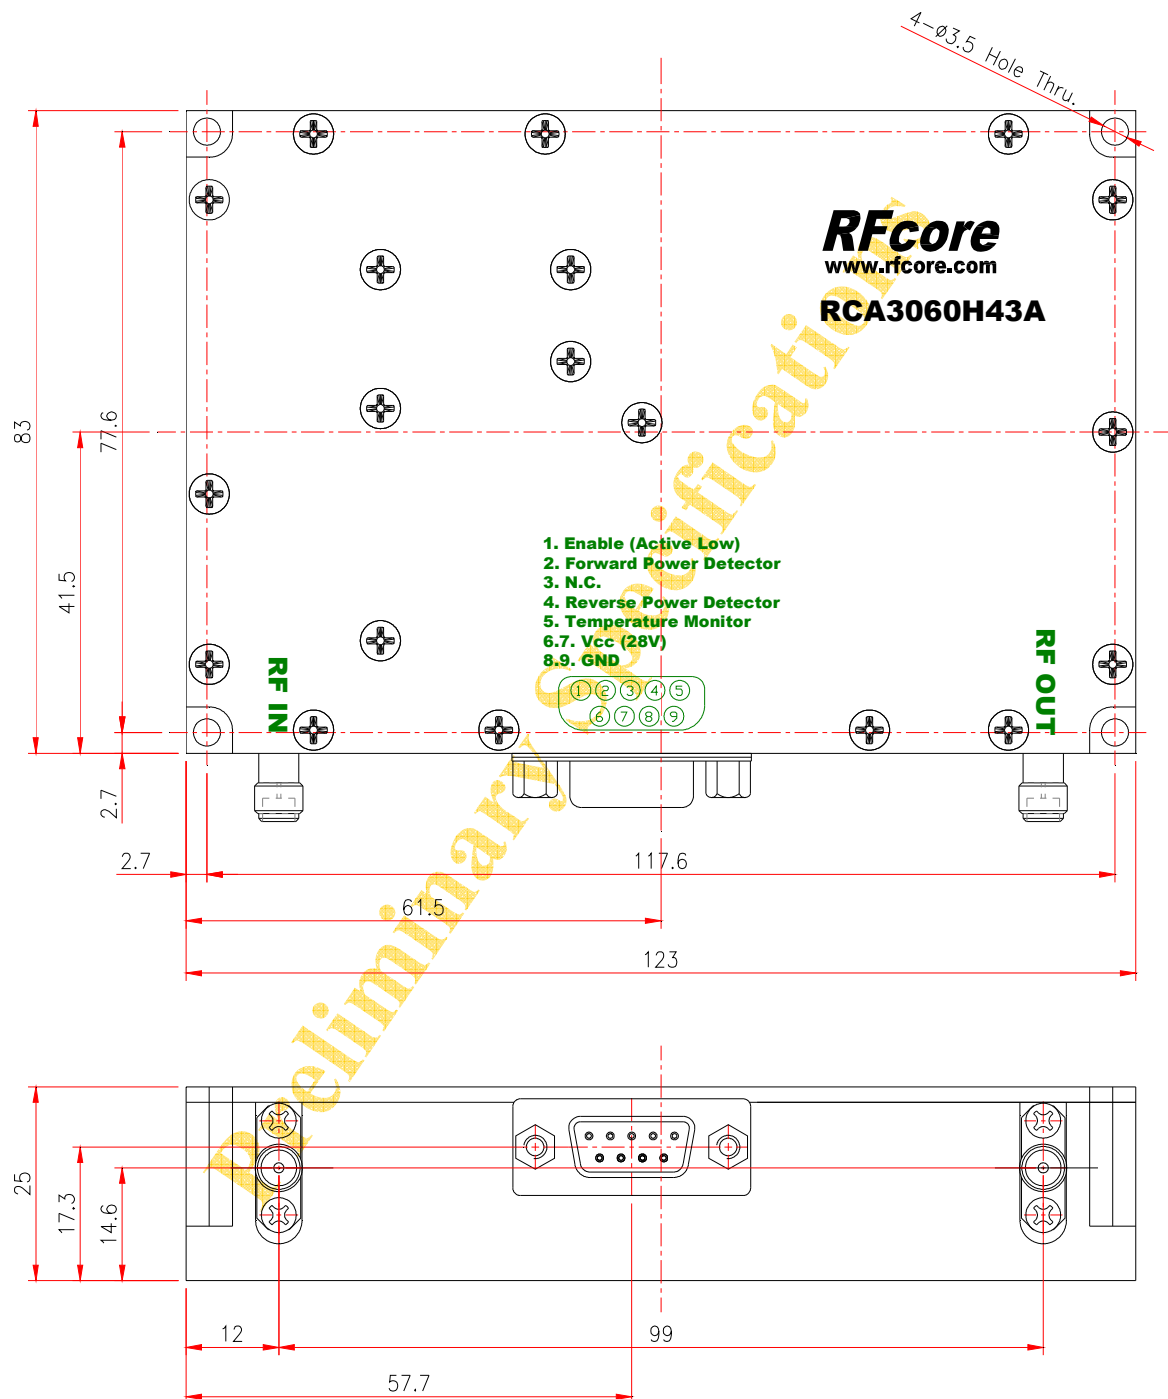 4-ø3.5 Hole Thru.
RFcore
www.rfcore.com
RCA3060H43A
83
77.6
41.5
1. Enable (Active Low)
2. Forward Power Detector
3. N.C.
4. Reverse Power Detector
5. Temperature Monitor
6.7. Vcc (28V)
8.9. GND
1 2 3 4 5
6 7 8 9
RF IN
RF OUT
2.7
2.7
117.6
61.5
123
Preliminary Specifications
25
17.3
14.6
12
99
57.7